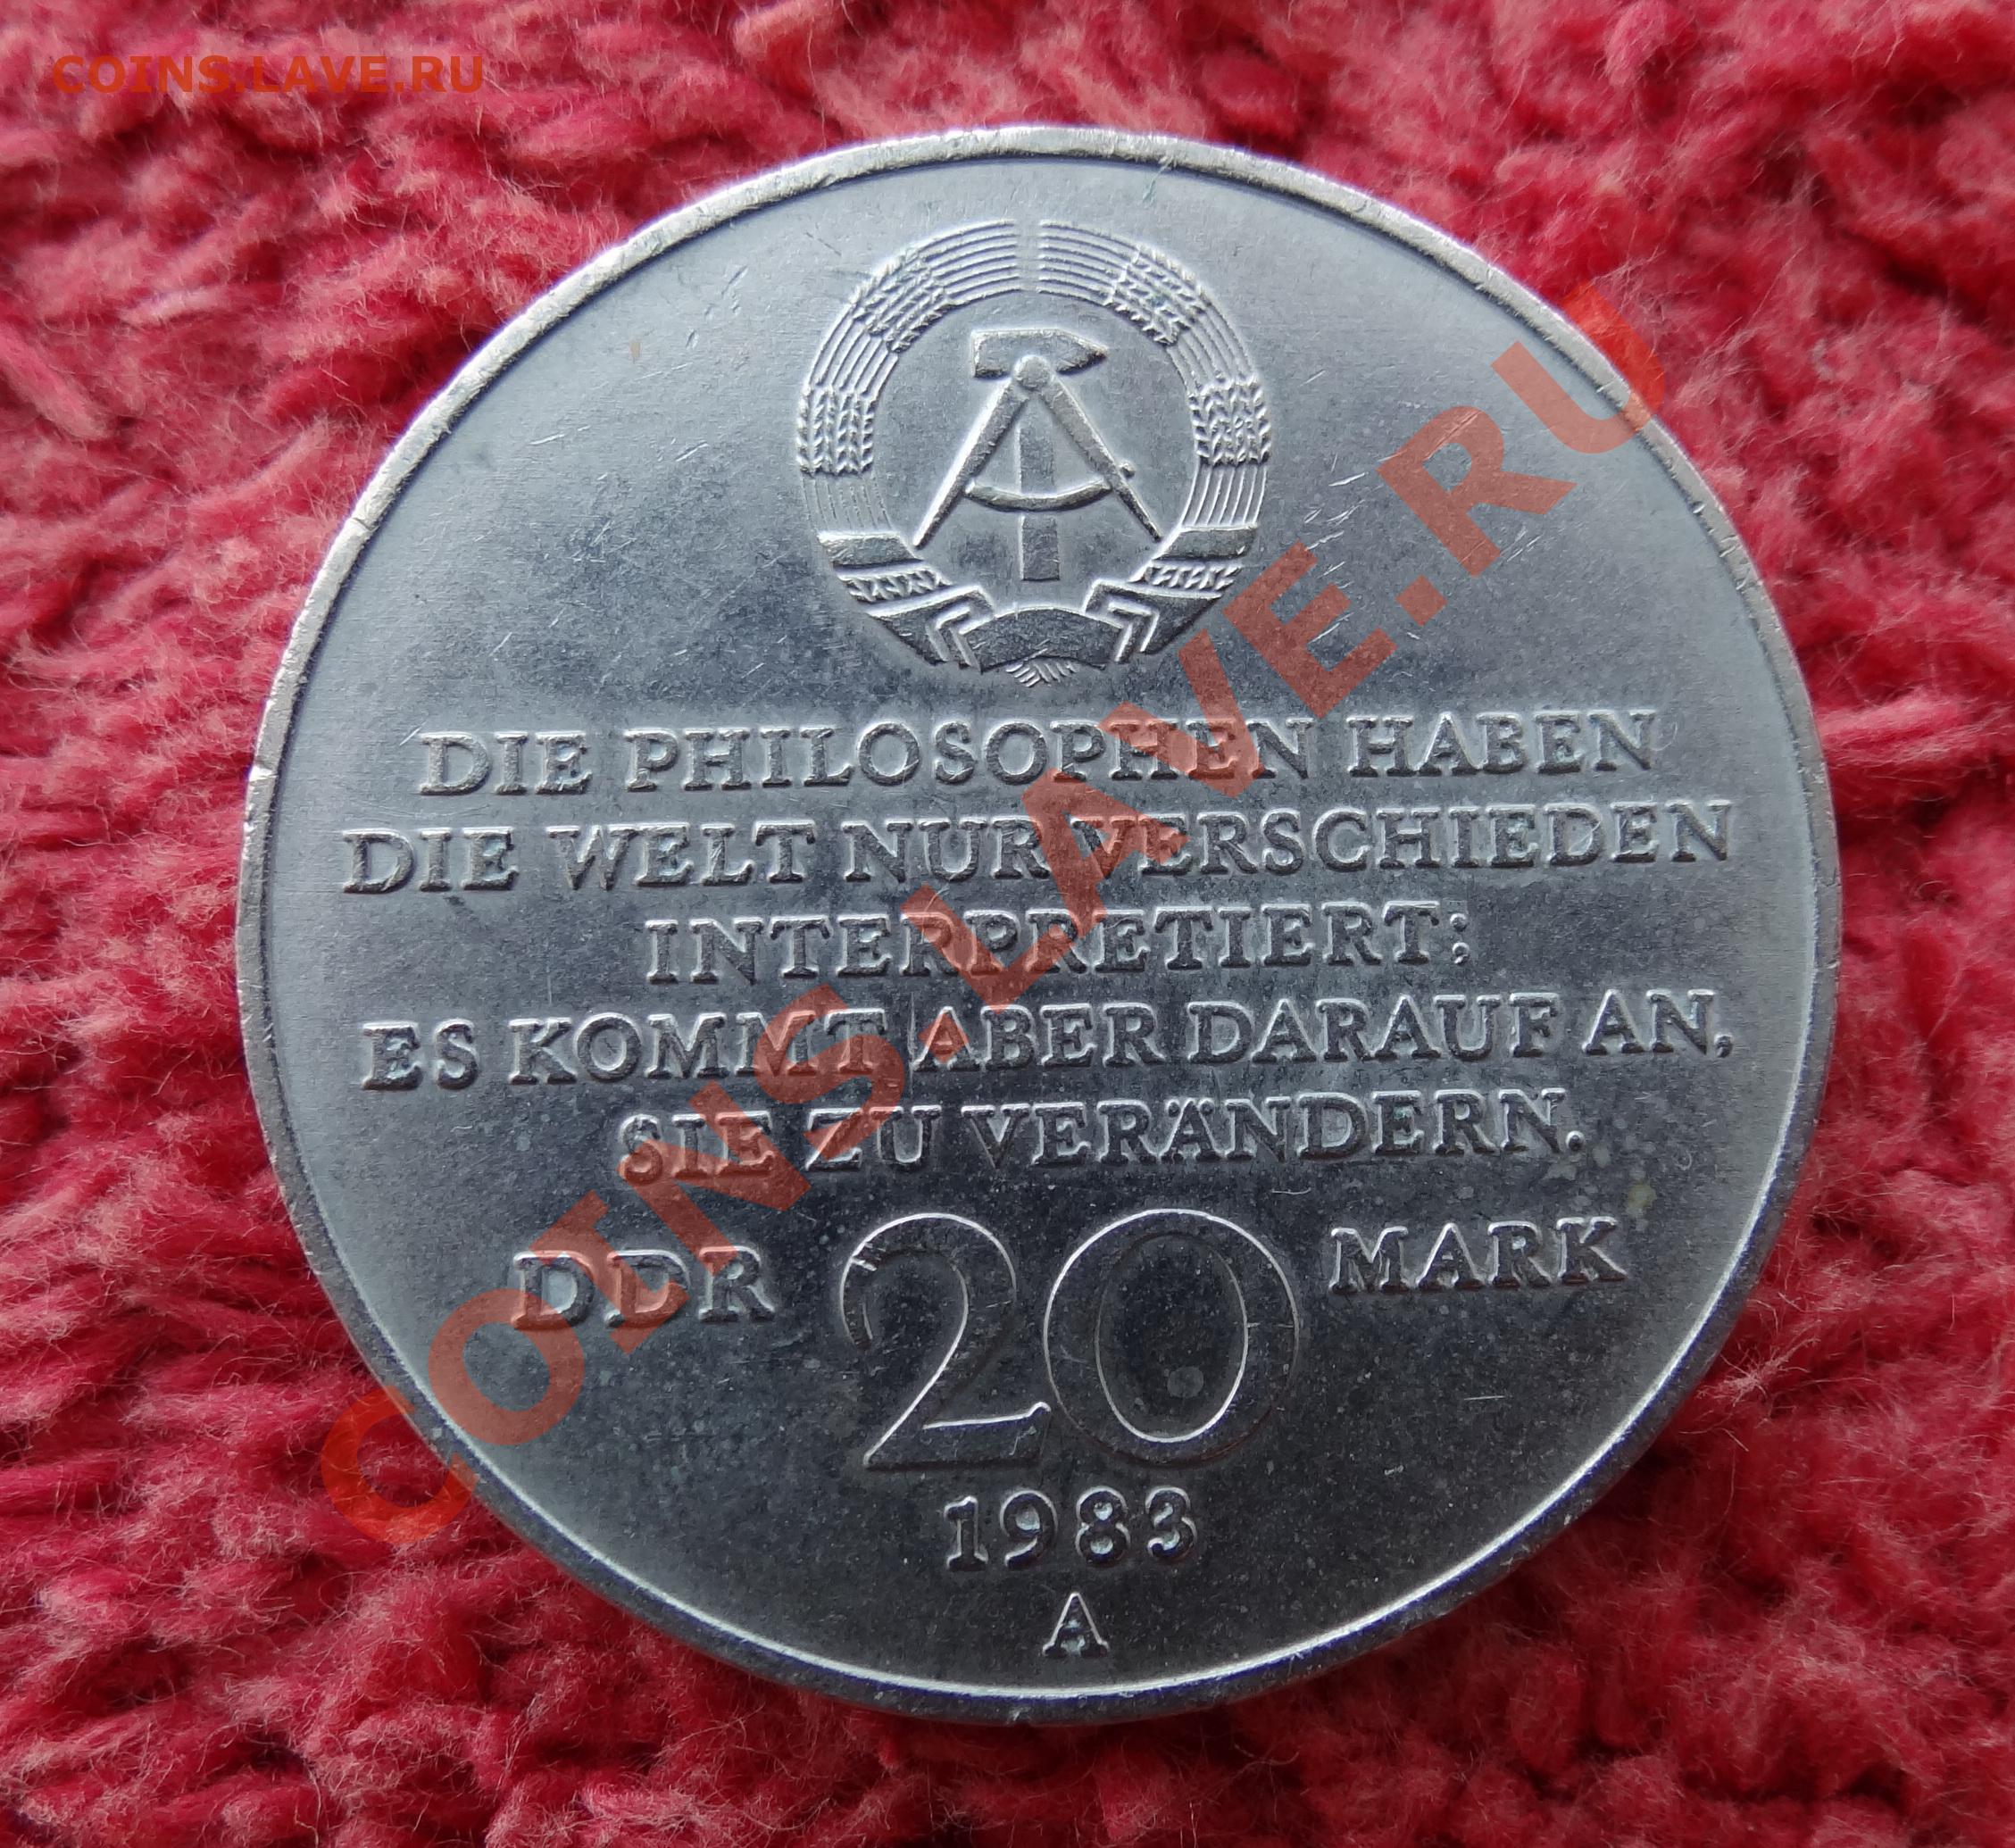 COINS.LAVE.RU
DIE PHILOSOPHEN HABEN
DIE WELT NUR VERSCHIEDEN
INTERPRETIERT:
ES KOMMT ABER DARAUF AN,
SIE ZU VERÄNDERN.
DDR 20 MARK
1983
A
COINS.LAVE.RU